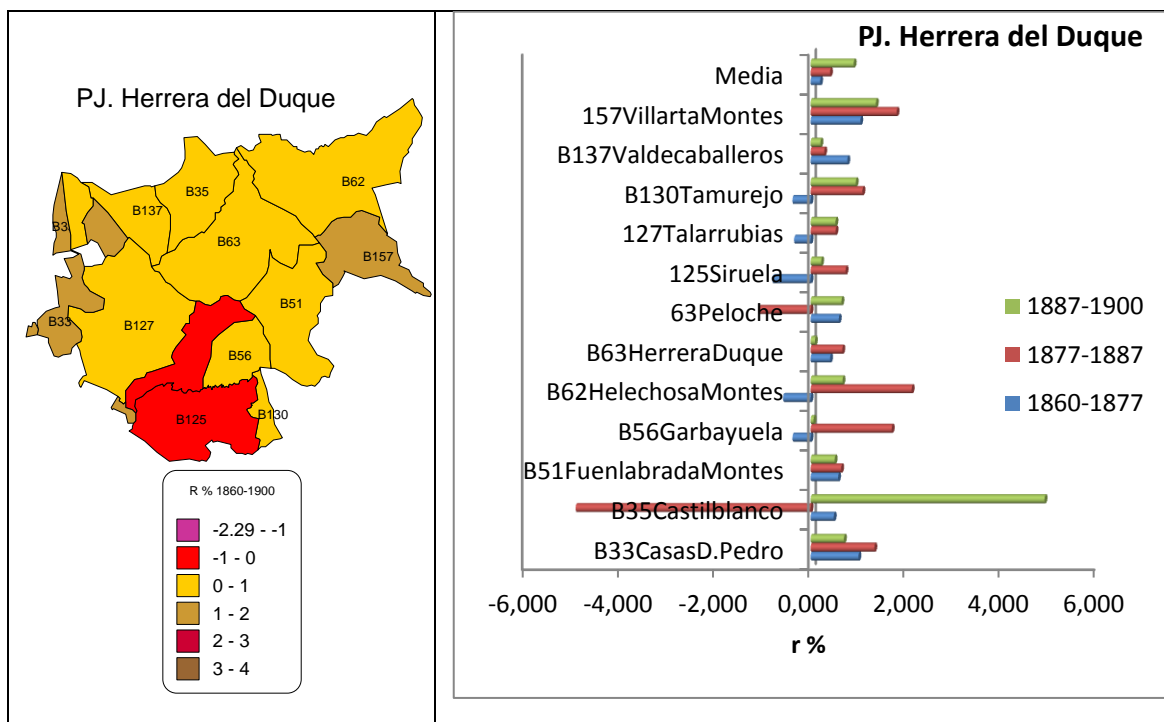 PJ. Herrera del Duque
B62
B35
B3
B137
B63
B157
B51
B33
B127
B56
B130
B125
R % 1860-1900
-2.29 - -1
-1 - 0
0 - 1
1 - 2
2 - 3
3 - 4
PJ. Herrera del Duque
Media
157VillartaMontes
B137Valdecaballeros
B130Tamurejo
127Talarrubias
125Siruela
63Peloche
B63HerreraDuque
B62HelechosaMontes
B56Garbayuela
B51FuenlabradaMontes
B35Castilblanco
B33CasasD.Pedro
1887-1900
1877-1887
1860-1877
-6,000 -4,000 -2,000 0,000 2,000 4,000 6,000
r %